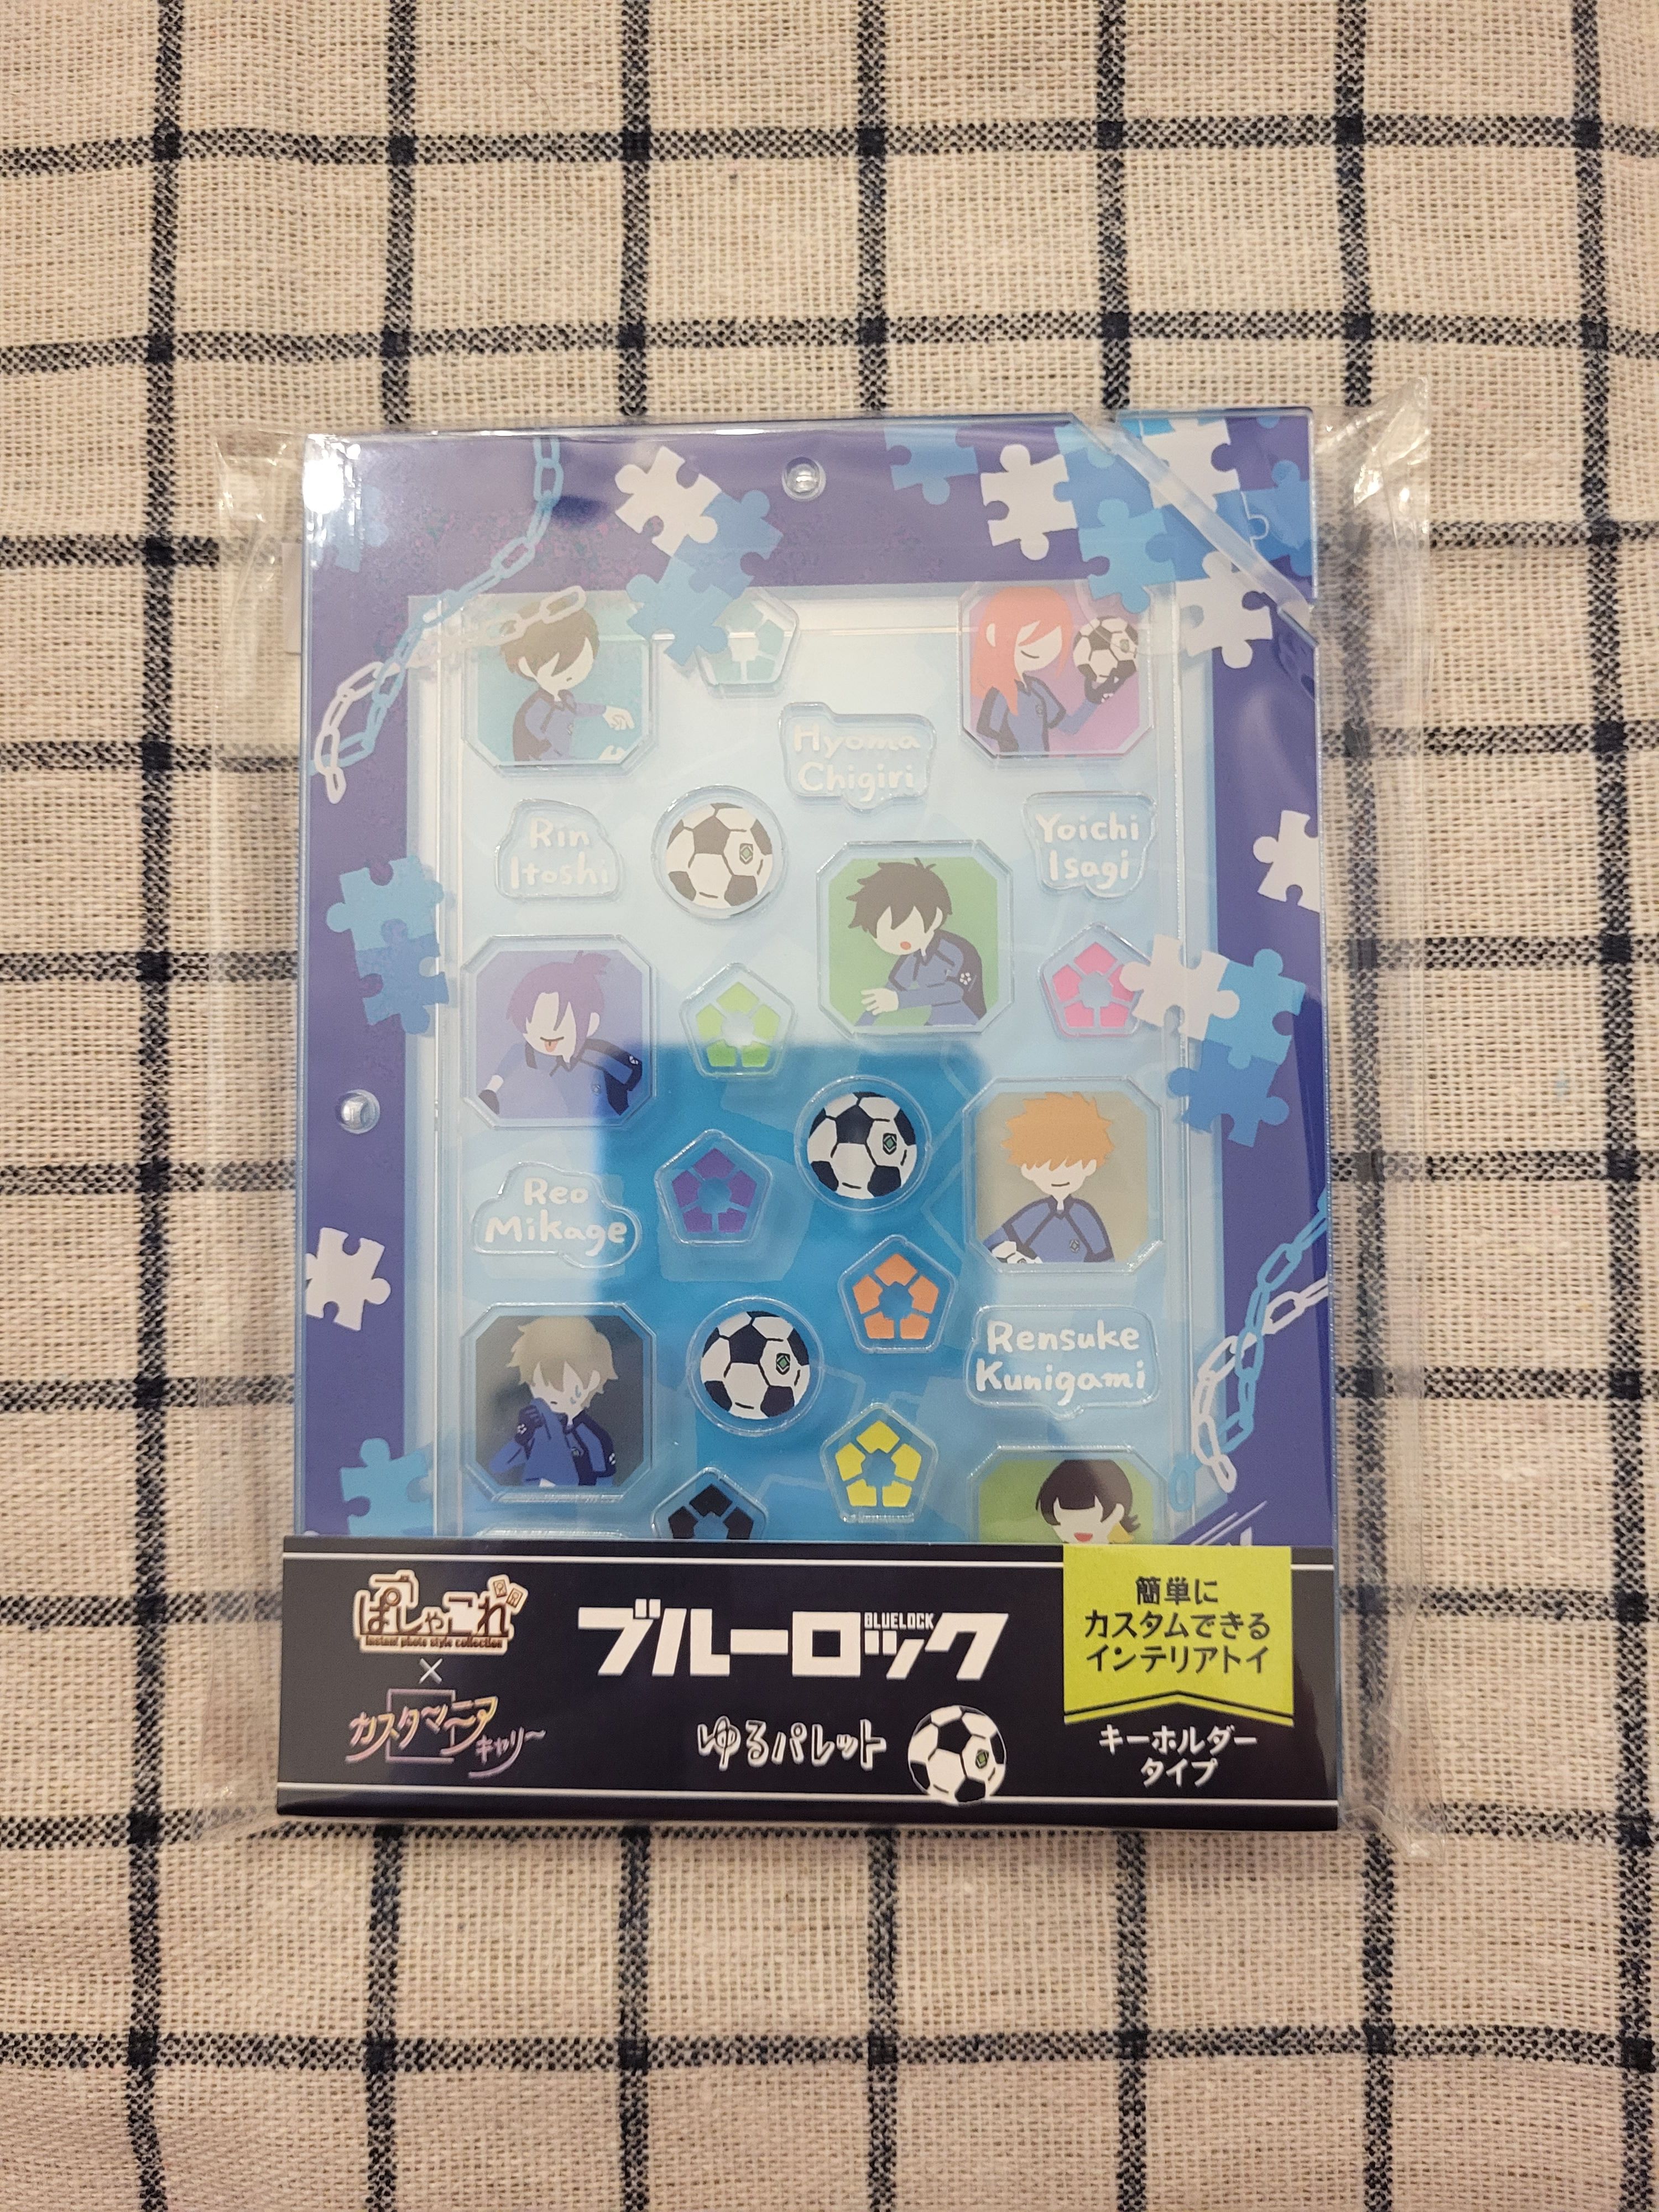 Hyoma
Chigiri
Rin
Itoshi
Yoichi
Isagi
Reo
Mikage
Rensuke
Kunigami
ぱしゃこれ
Instant photo style collection
×
カスタマニア
キャリー
ブルーロック
BLUELOCK
ゆるパレット
簡単に
カスタムできる
インテリアトイ
キーホルダー
タイプ